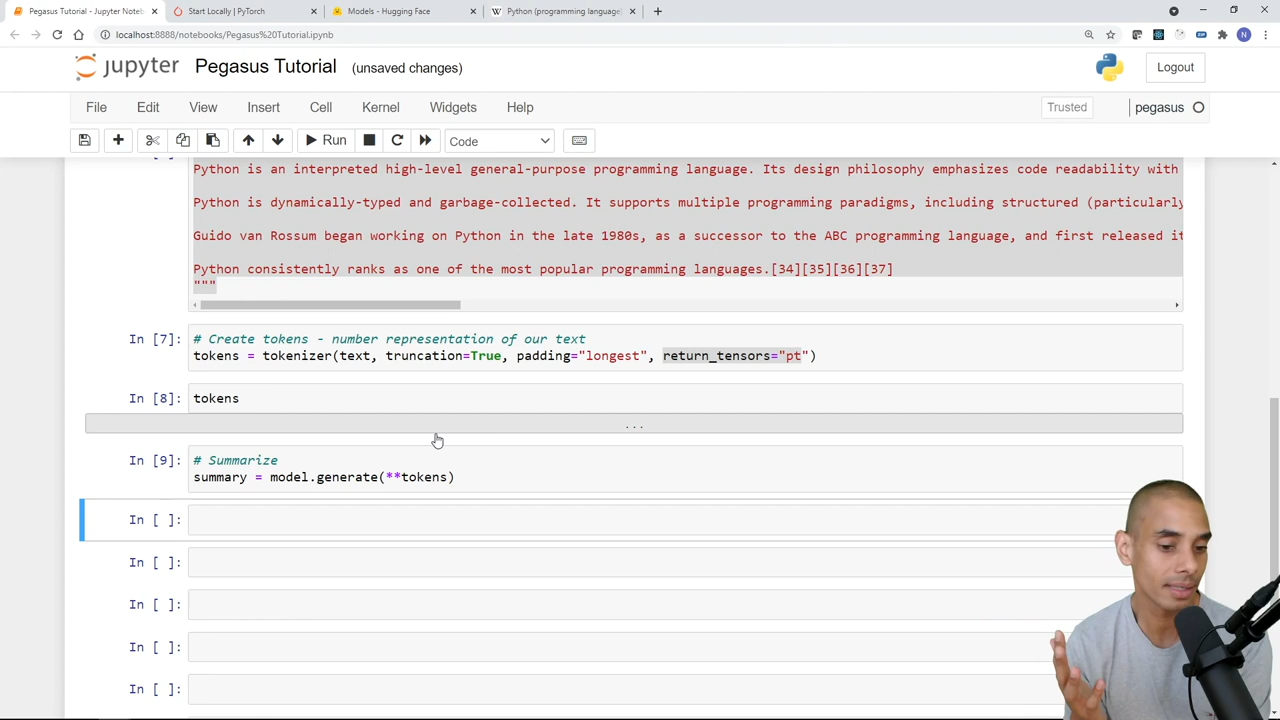 Pegasus Tutorial - Jupyter Noteb
Start Locally | PyTorch
Models - Hugging Face
Python (programming language)
localhost:8888/notebooks/Pegasus%20Tutorial.ipynb
N
jupyter Pegasus Tutorial (unsaved changes) Logout
File Edit View Insert Cell Kernel Widgets Help Trusted pegasus
Run Code
Python is an interpreted high-level general-purpose programming language. Its design philosophy emphasizes code readability with
Python is dynamically-typed and garbage-collected. It supports multiple programming paradigms, including structured (particularly
Guido van Rossum began working on Python in the late 1980s, as a successor to the ABC programming language, and first released it
Python consistently ranks as one of the most popular programming languages.[34][35][36][37]
"""
In [7]: # Create tokens - number representation of our text
tokens = tokenizer(text, truncation=True, padding="longest", return_tensors="pt")
In [8]: tokens
...
In [9]: # Summarize
summary = model.generate(**tokens)
In [ ]:
In [ ]:
In [ ]:
In [ ]:
In [ ]: